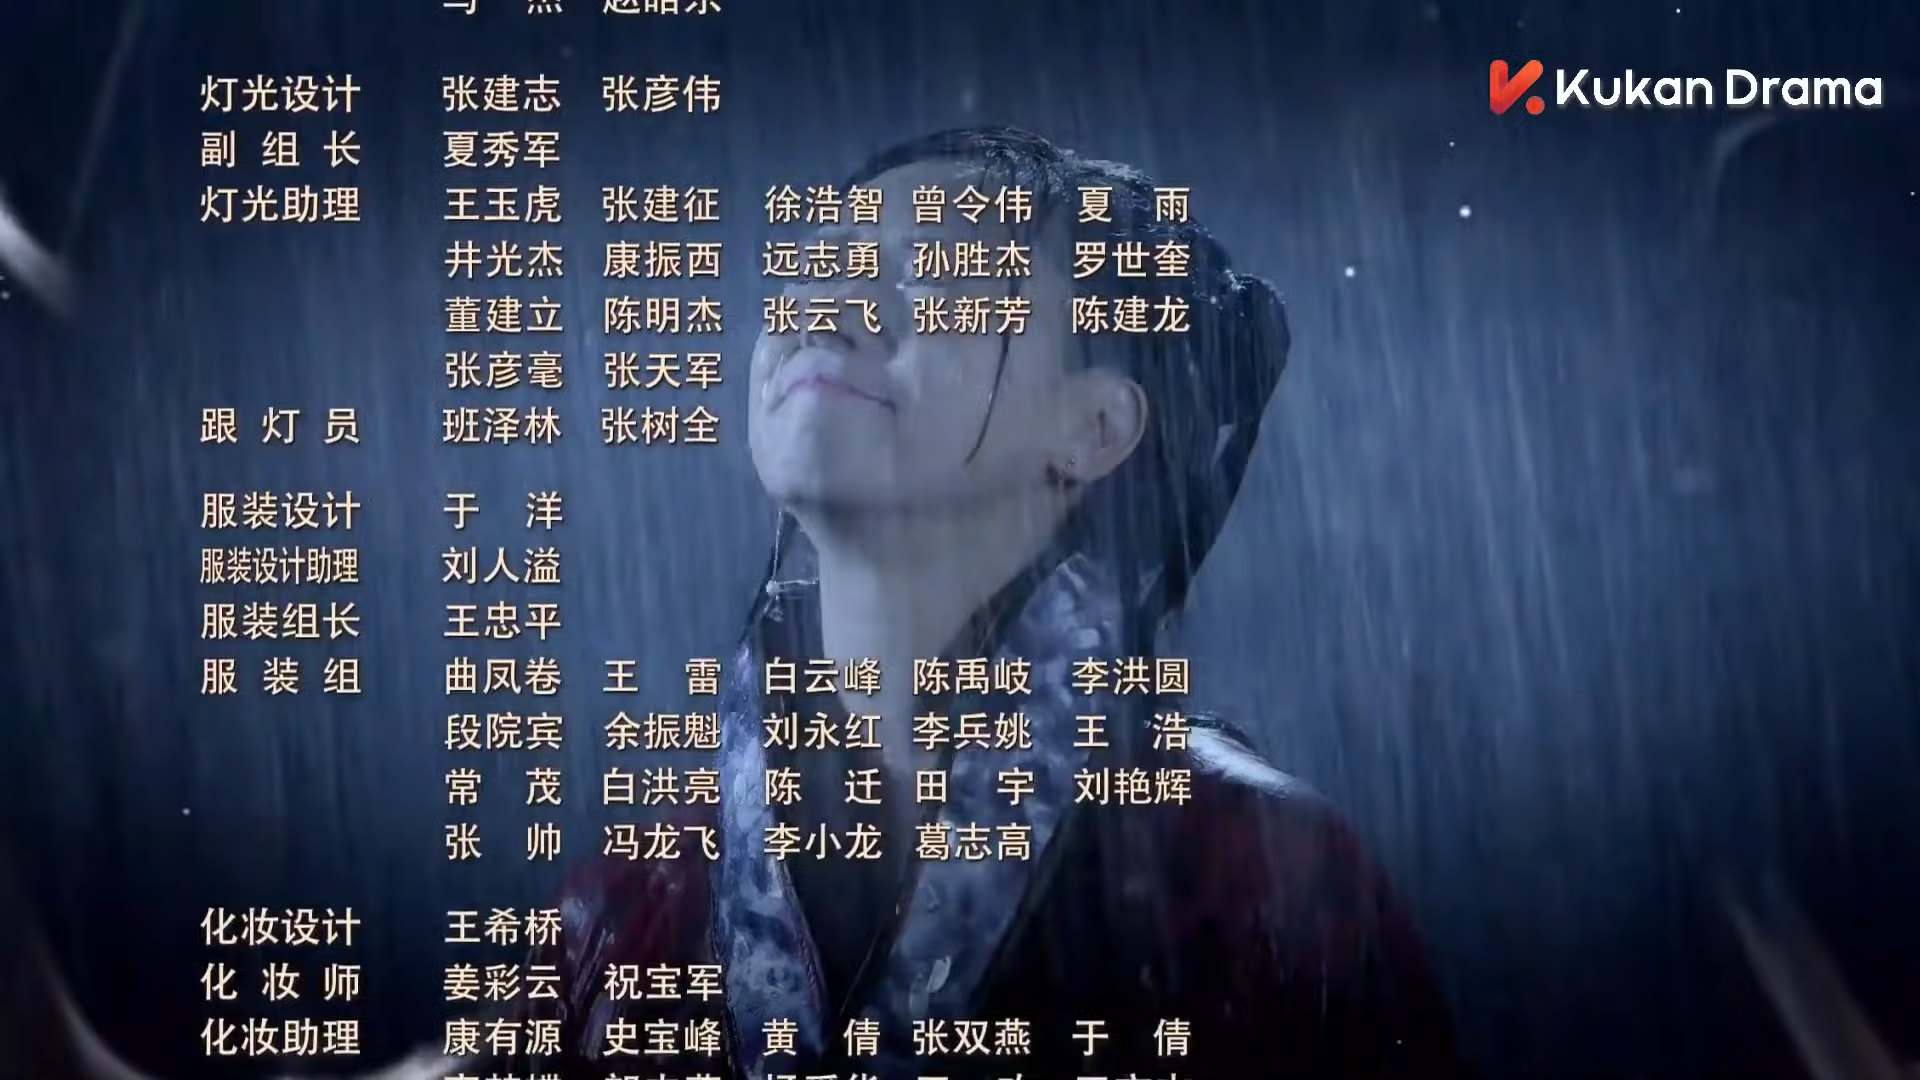 Kukan Drama
灯光设计 张建志 张彦伟
副组长 夏秀军
灯光助理 王玉虎 张建征 徐浩智 曾令伟 夏雨
井光杰 康振西 远志勇 孙胜杰 罗世奎
董建立 陈明杰 张云飞 张新芳 陈建龙
张彦毫 张天军
跟灯员 班泽林 张树全
服装设计 于洋
服装设计助理 刘人溢
服装组长 王忠平
服装组 曲凤卷 王雷 白云峰 陈禹岐 李洪圆
段院宾 余振魁 刘永红 李兵姚 王浩
常茂 白洪亮 陈迁 田宇 刘艳辉
张帅 冯龙飞 李小龙 葛志高
化妆设计 王希桥
化妆师 姜彩云 祝宝军
化妆助理 康有源 史宝峰 黄倩 张双燕 于倩